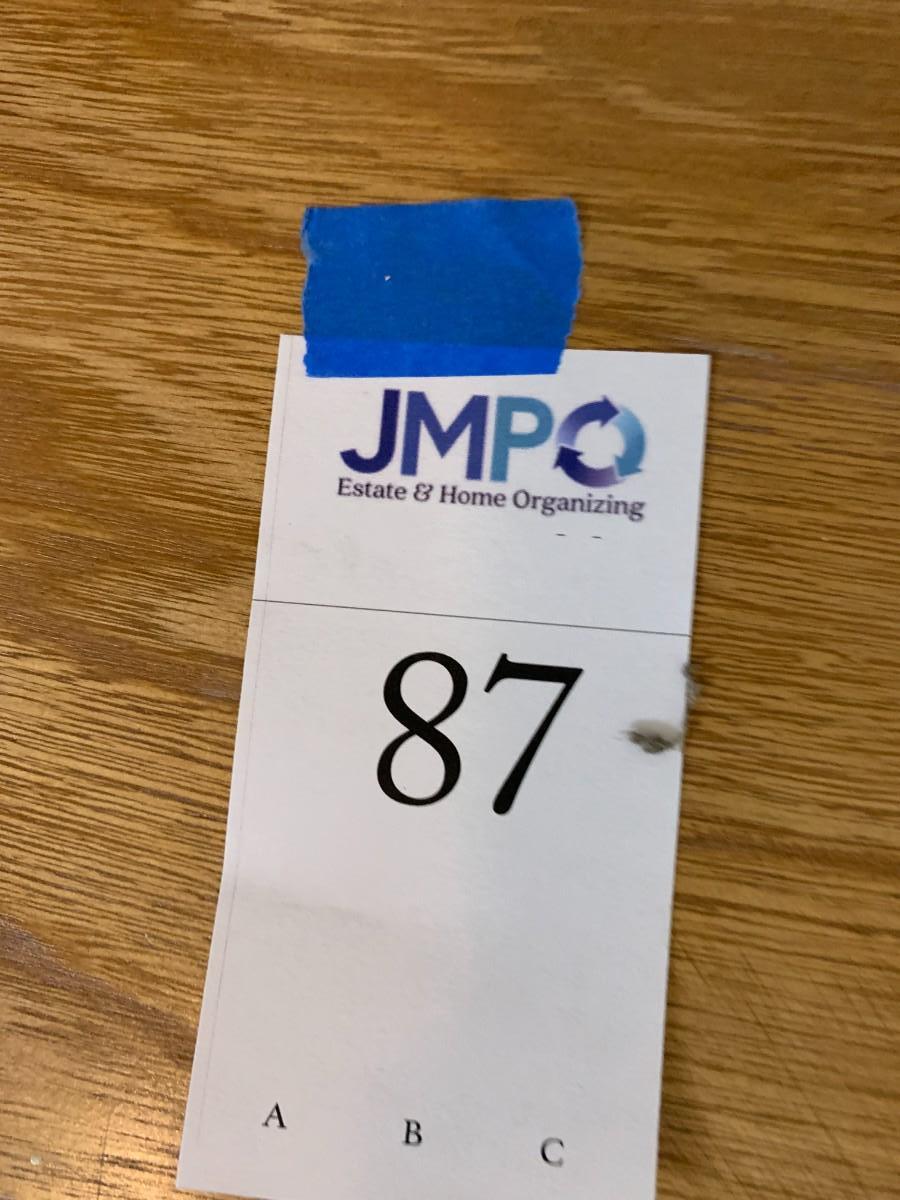 JMPO
Estate & Home Organizing
87
A B C